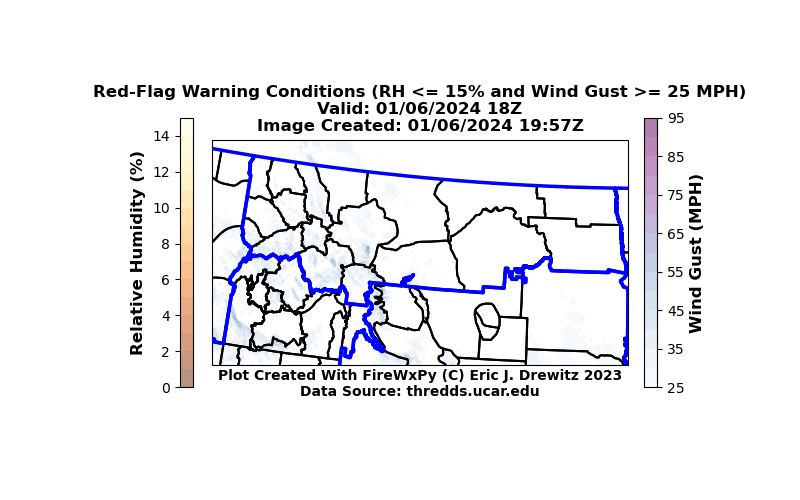 Red-Flag Warning Conditions (RH <= 15% and Wind Gust >= 25 MPH)
Valid: 01/06/2024 18Z
Image Created: 01/06/2024 19:57Z
Relative Humidity (%)
14
12
10
8
6
4
2
0
95
85
75
65
55
45
35
25
Wind Gust (MPH)
Plot Created With FireWxPy (C) Eric J. Drewitz 2023
Data Source: thredds.ucar.edu